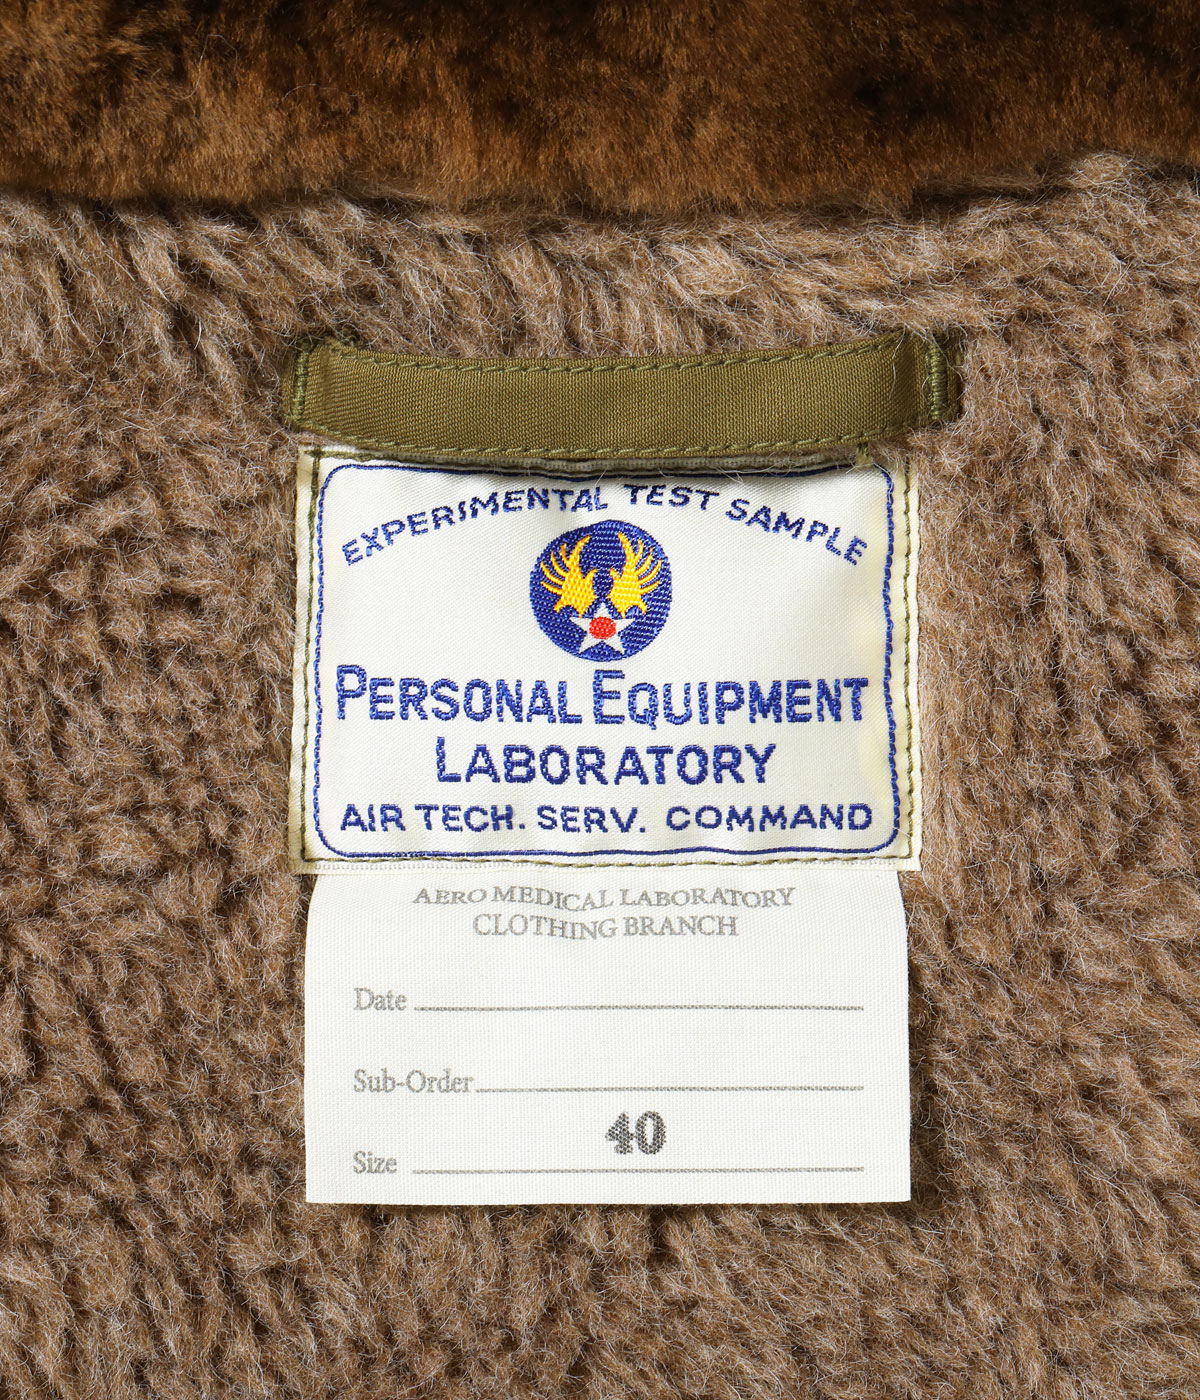 EXPERIMENTAL TEST SAMPLE
PERSONAL EQUIPMENT
LABORATORY
AIR TECH. SERV. COMMAND
AERO MEDICAL LABORATORY
CLOTHING BRANCH
Date
Sub-Order
Size 40